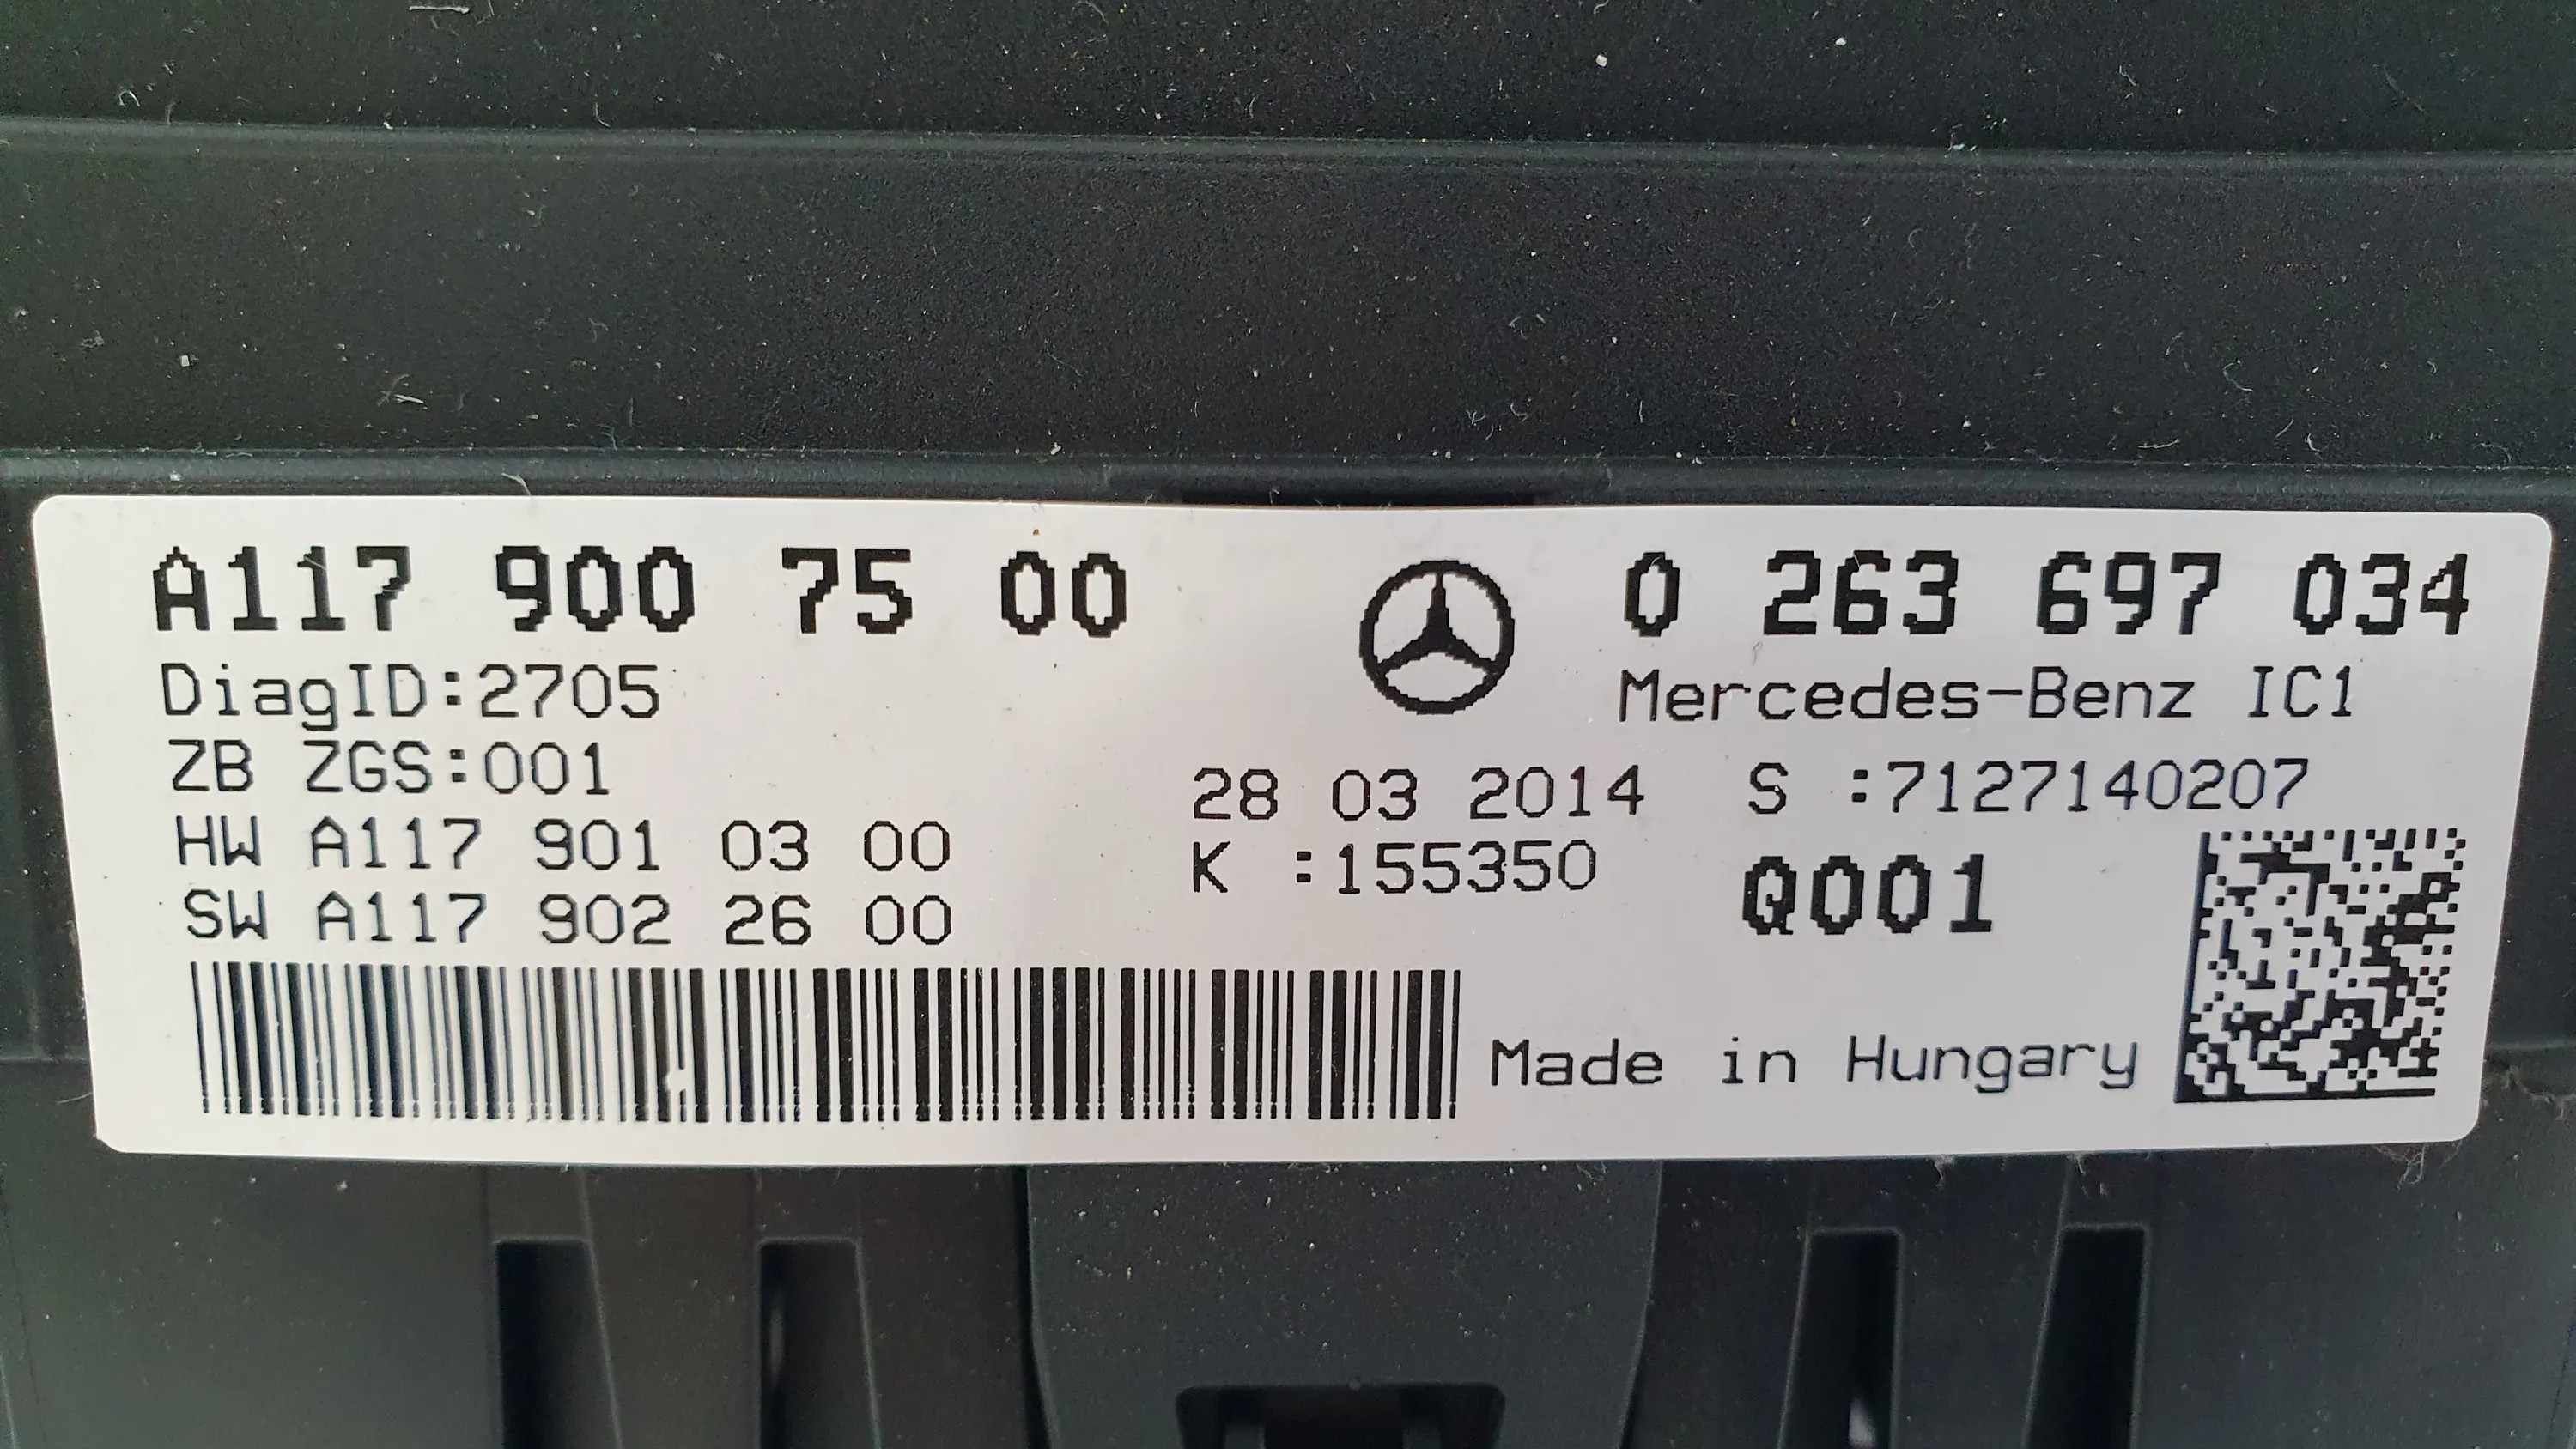 A117 900 75 00
0 263 697 034
DiagID:2705
Mercedes-Benz IC1
ZB ZGS:001
28 03 2014 S :7127140207
HW A117 901 03 00
K :155350
Q001
SW A117 902 26 00
Made in Hungary